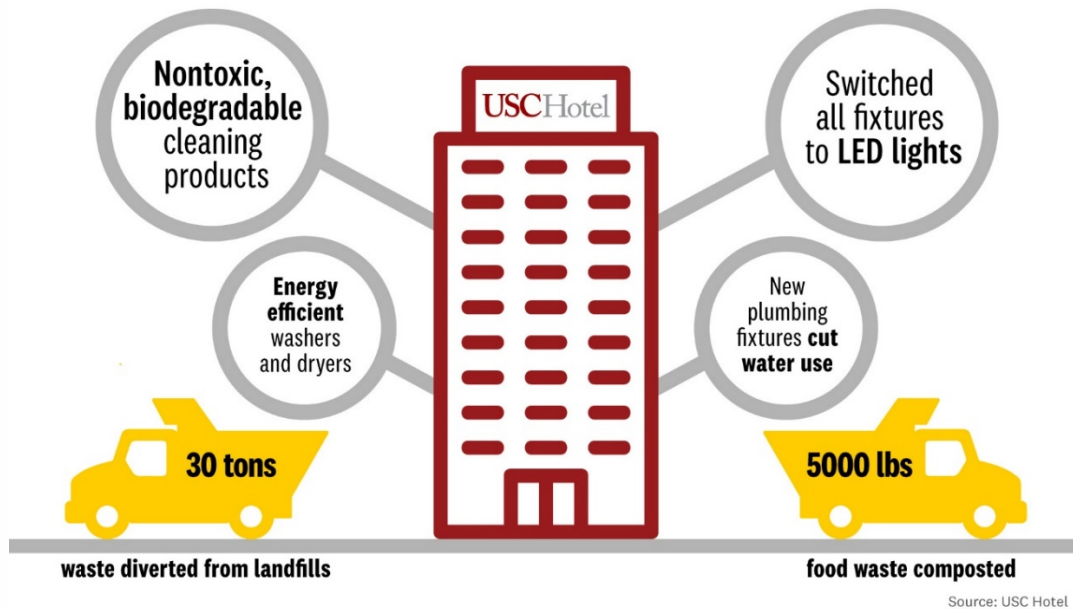 Nontoxic,
biodegradable
cleaning
products
USCHotel
Switched
all fixtures
to LED lights
Energy
efficient
washers
and dryers
New
plumbing
fixtures cut
water use
30 tons
5000 lbs
waste diverted from landfills
food waste composted
Source: USC Hotel